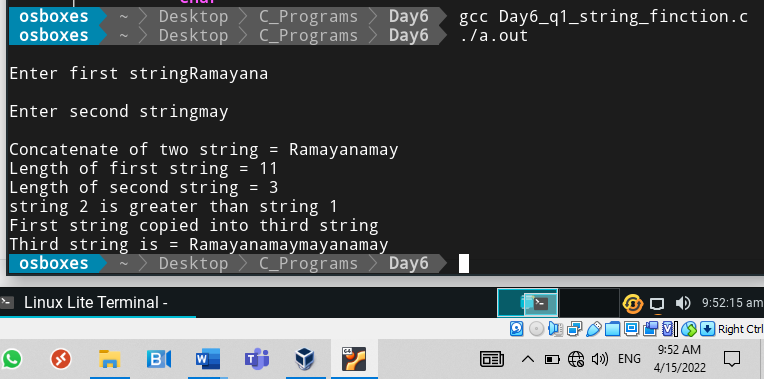 char
osboxes ~ Desktop C_Programs Day6 gcc Day6_q1_string_finction.c
osboxes ~ Desktop C_Programs Day6 ./a.out
Enter first stringRamayana
Enter second stringmay
Concatenate of two string = Ramayanamay
Length of first string = 11
Length of second string = 3
string 2 is greater than string 1
First string copied into third string
Third string is = Ramayanamaymayanamay
osboxes ~ Desktop C_Programs Day6
Linux Lite Terminal - 9:52:15 am
Right Ctrl
ENG 9:52 AM
4/15/2022